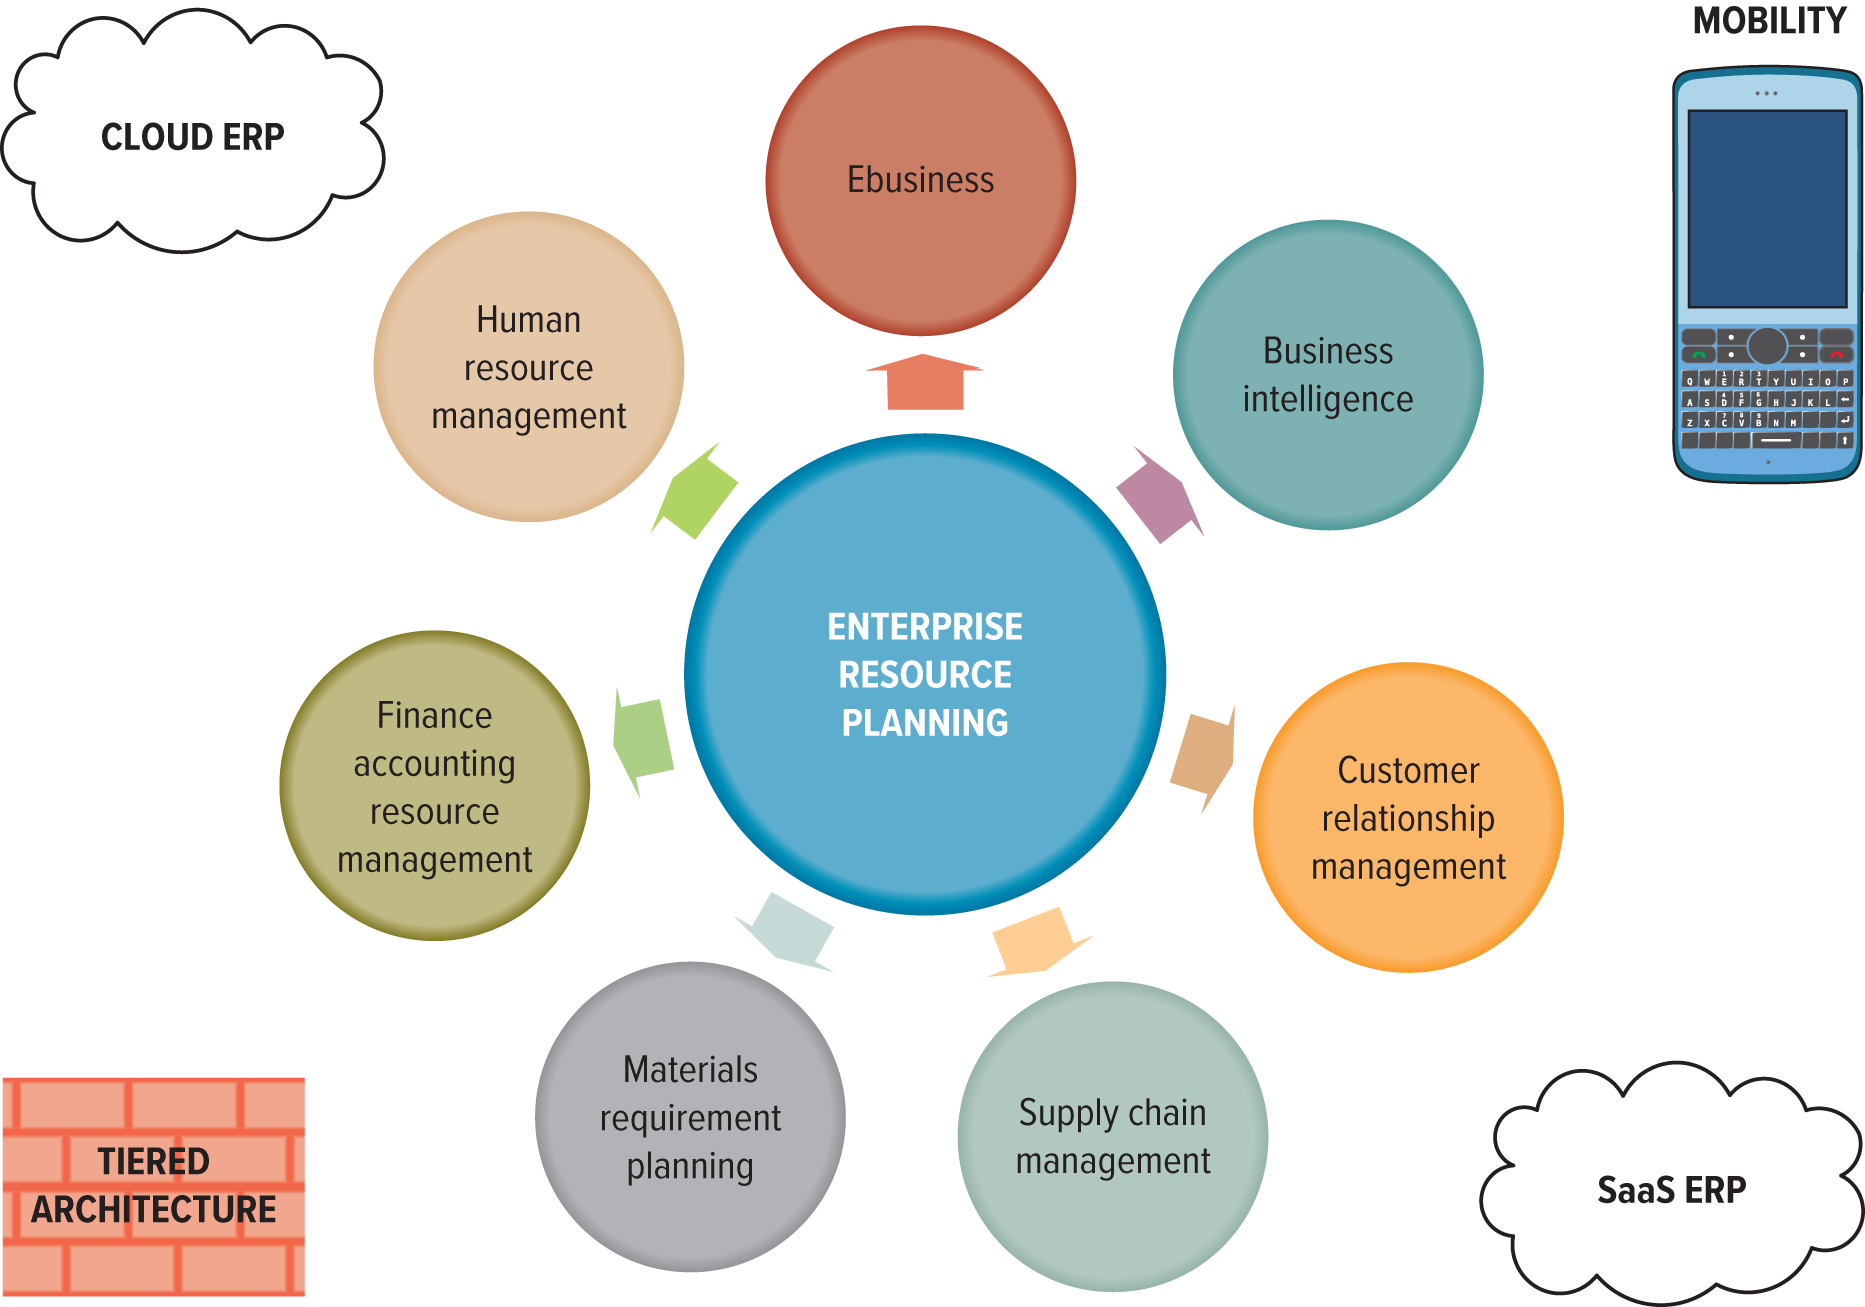 MOBILITY
CLOUD ERP
Ebusiness
Human
resource
management
Business
intelligence
Q W E R T Y U I O P
A S D F G H J K L
Z X C V B N M
ENTERPRISE
RESOURCE
PLANNING
Finance
accounting
resource
management
Customer
relationship
management
Materials
requirement
planning
Supply chain
management
TIERED
ARCHITECTURE
SaaS ERP